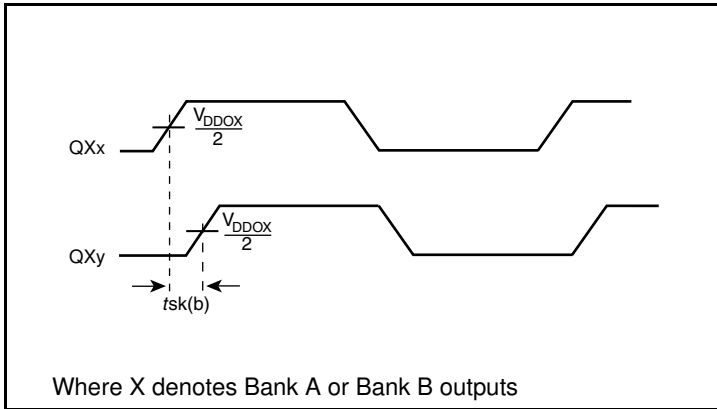 V_DDOX
2
QXx
V_DDOX
2
QXy
tsk(b)
Where X denotes Bank A or Bank B outputs